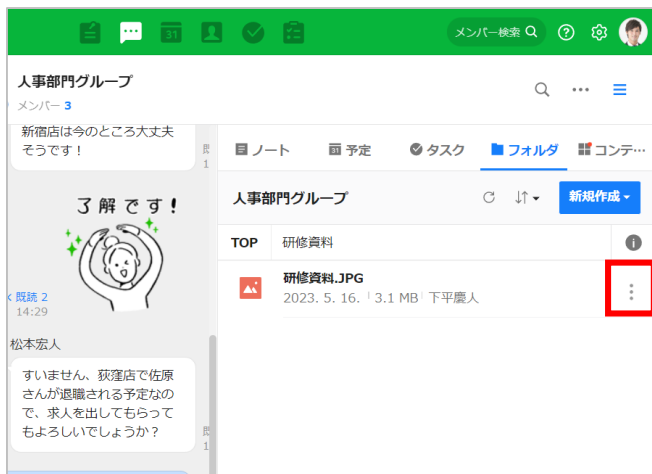 31
メンバー検索
?
人事部門グループ
メンバー 3
新宿店は今のところ大丈夫
そうです！
既
1
了解です!
既読 2
14:29
松本宏人
すいません、荻窪店で佐原
さんが退職される予定なの
で、求人を出してもらって
もよろしいでしょうか？
既
1
ノート
31 予定
タスク
フォルダ
コンテ…
人事部門グループ
新規作成
TOP 研修資料
研修資料.JPG
2023. 5. 16. 3.1 MB 下平慶人